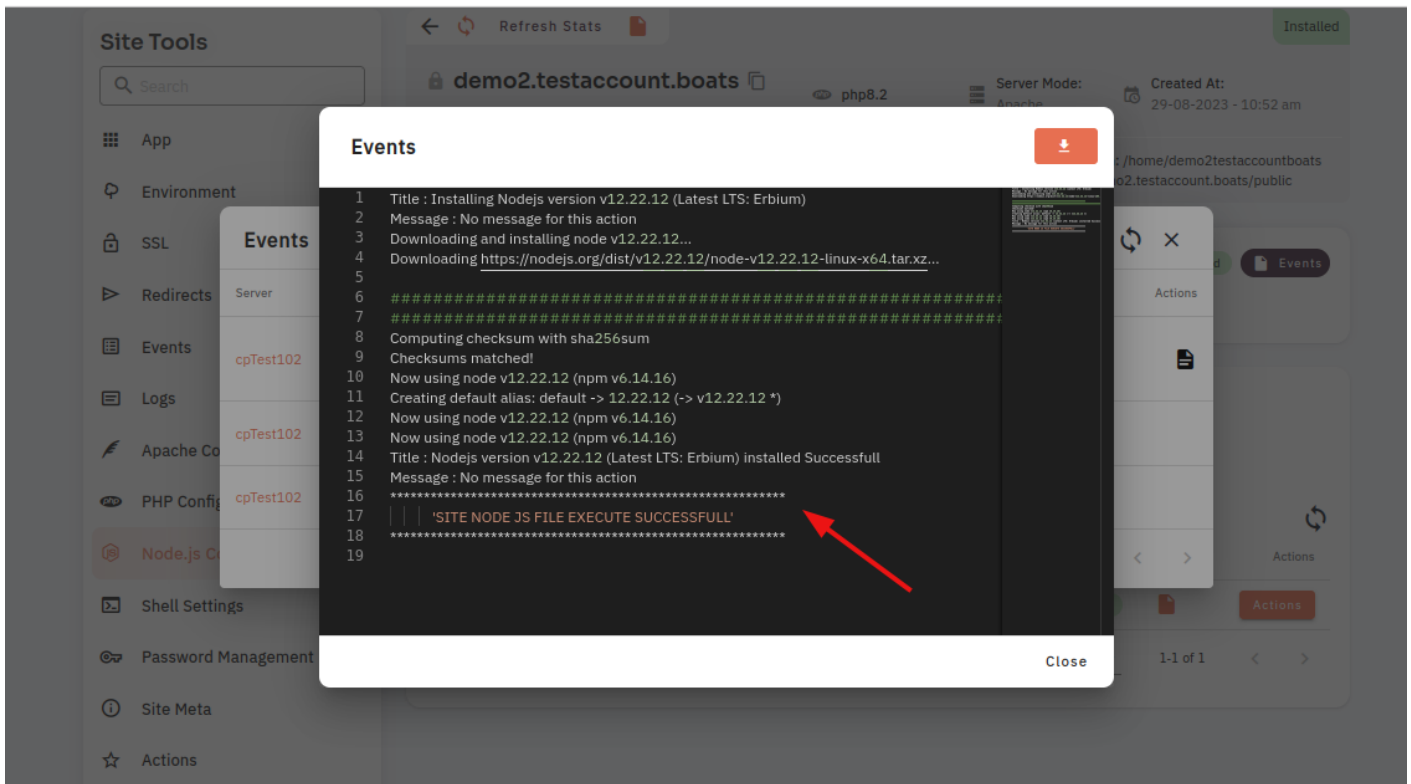 Site Tools
Search
App
Environment
SSL
Redirects
Events
Logs
Apache Co
PHP Config
Node.js Co
Shell Settings
Password Management
Site Meta
Actions
Refresh Stats
Installed
demo2.testaccount.boats
php8.2
Server Mode:
Apache
Created At:
29-08-2023 - 10:52 am
: /home/demo2testaccountboats
o2.testaccount.boats/public
d
Events
Events
Server
Actions
cpTest102
cpTest102
cpTest102
Events
1 Title : Installing Nodejs version v12.22.12 (Latest LTS: Erbium)
2 Message : No message for this action
3 Downloading and installing node v12.22.12...
4 Downloading https://nodejs.org/dist/v12.22.12/node-v12.22.12-linux-x64.tar.xz...
5
6 ##########################################################
7 ##########################################################
8 Computing checksum with sha256sum
9 Checksums matched!
10 Now using node v12.22.12 (npm v6.14.16)
11 Creating default alias: default -> 12.22.12 (-> v12.22.12 *)
12 Now using node v12.22.12 (npm v6.14.16)
13 Now using node v12.22.12 (npm v6.14.16)
14 Title : Nodejs version v12.22.12 (Latest LTS: Erbium) installed Successfull
15 Message : No message for this action
16 ***********************************************************
17 'SITE NODE JS FILE EXECUTE SUCCESSFULL'
18 ***********************************************************
19
Close
Actions
Actions
1-1 of 1